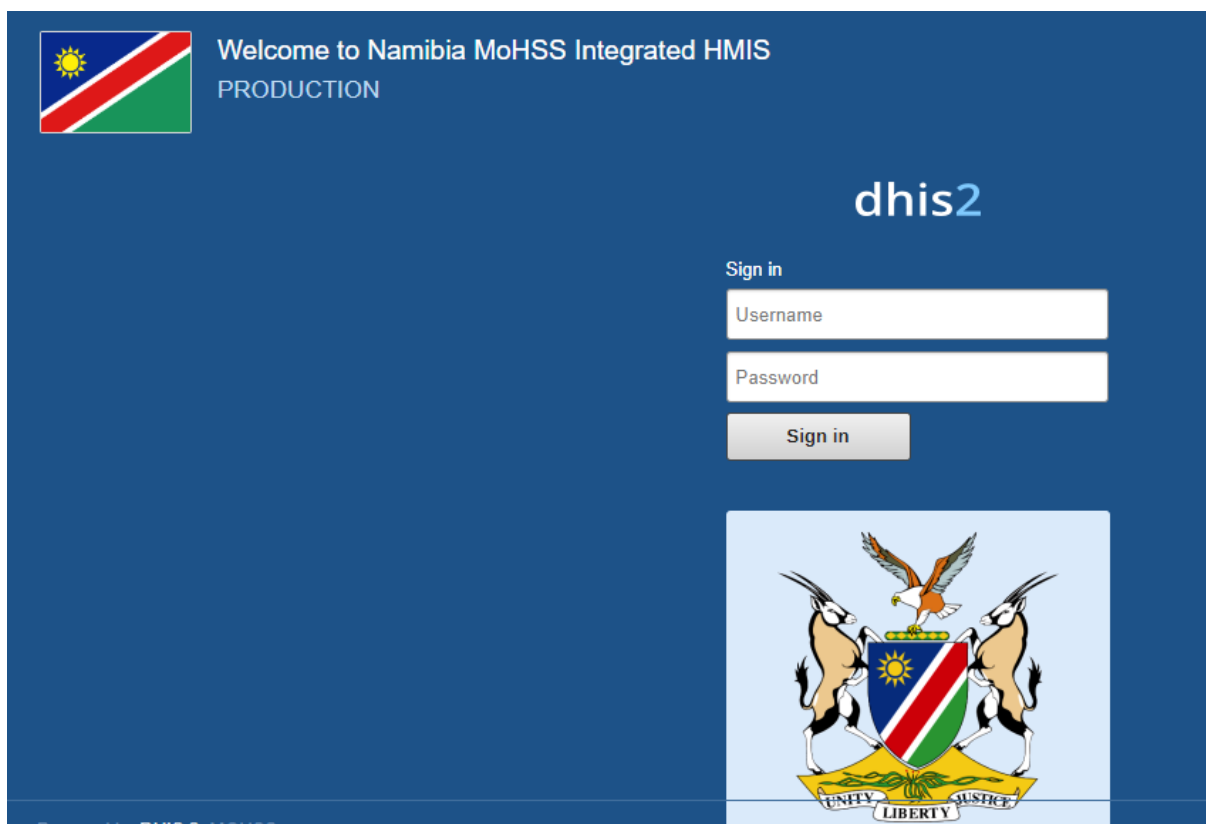 Welcome to Namibia MoHSS Integrated HMIS
PRODUCTION
dhis2
Sign in
Username
Password
Sign in
UNITY LIBERTY JUSTICE